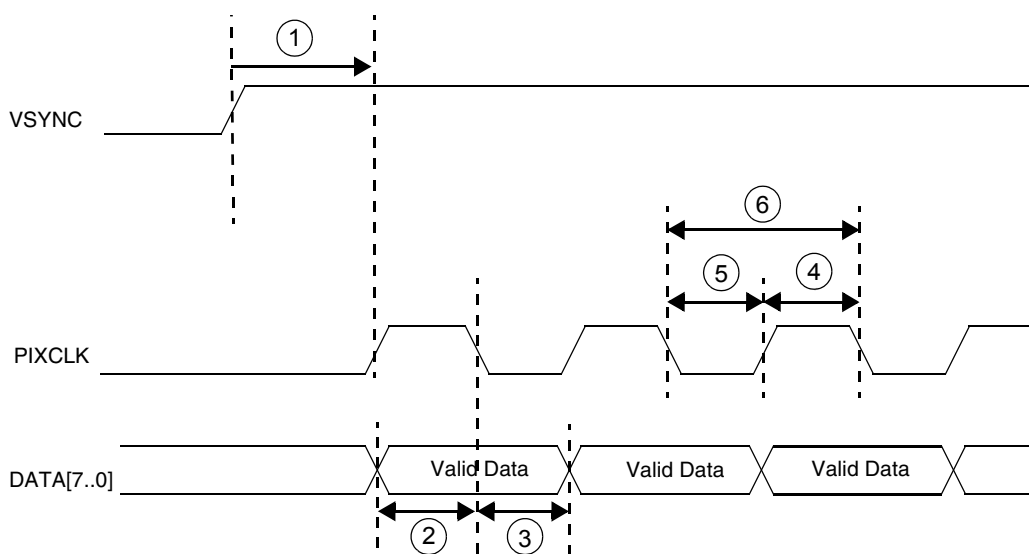 1
VSYNC
6
5 4
PIXCLK
DATA[7..0] Valid Data Valid Data Valid Data
2 3